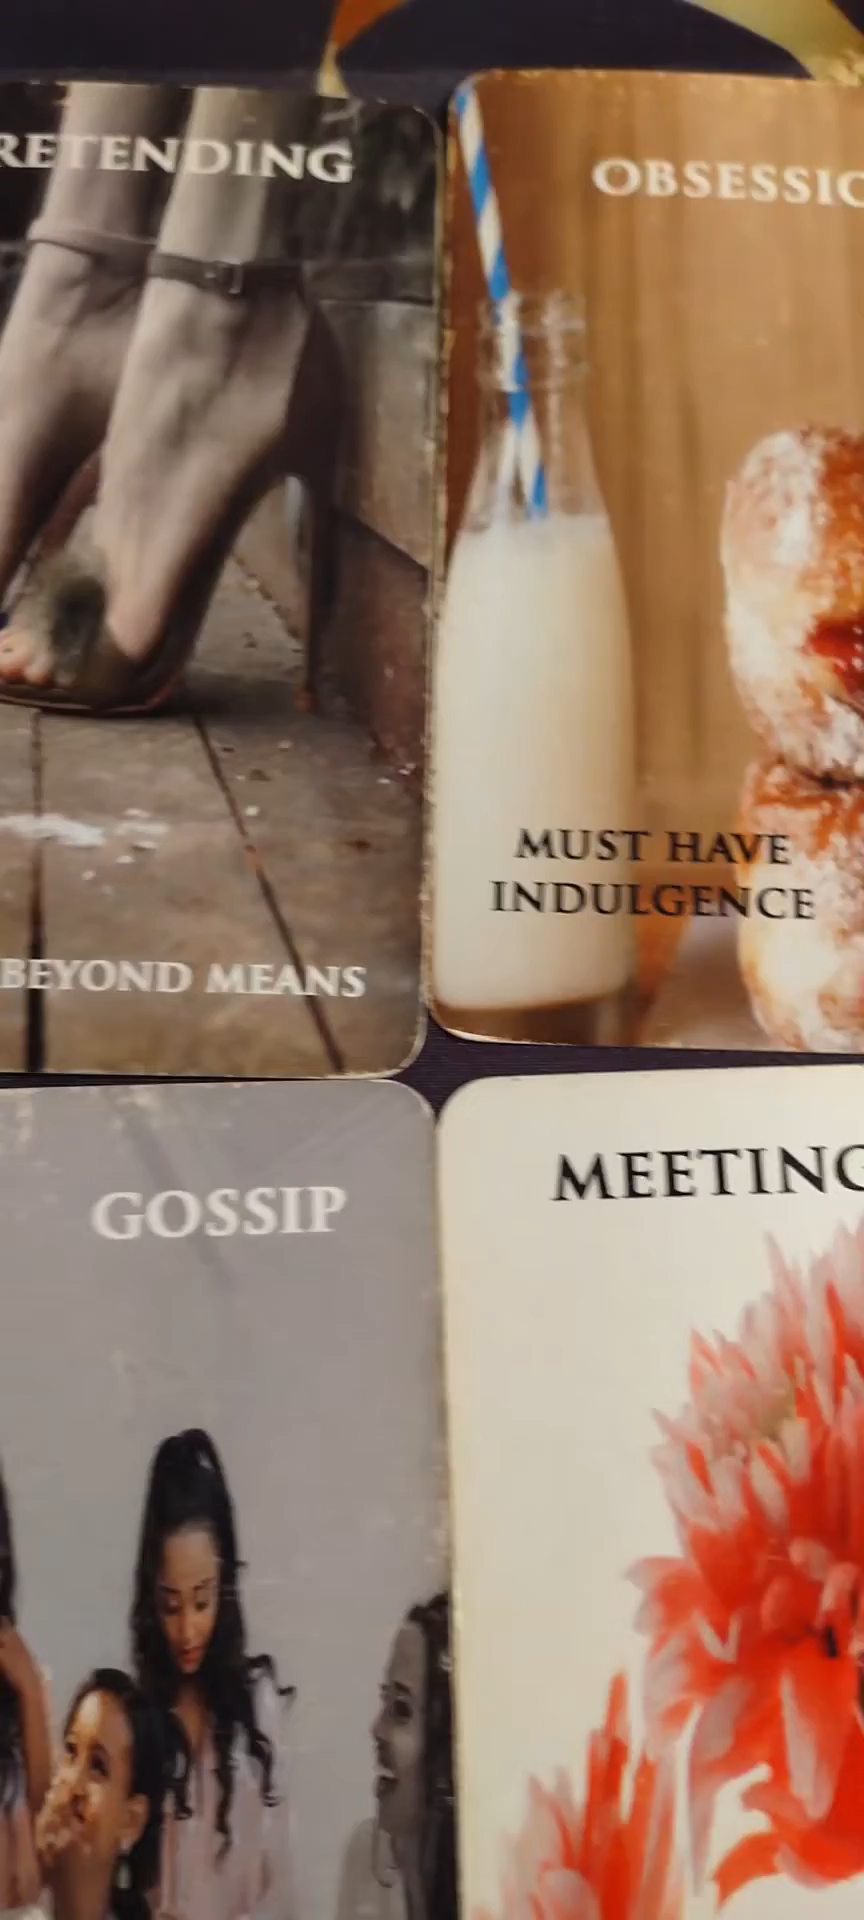 RETENDING
BEYOND MEANS
OBSESSIO
MUST HAVE
INDULGENCE
GOSSIP
MEETING